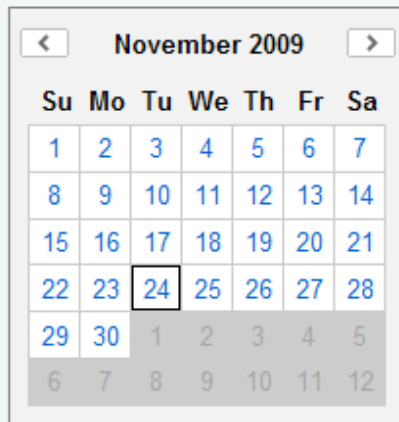 November 2009
Su Mo Tu We Th Fr Sa
1 2 3 4 5 6 7
8 9 10 11 12 13 14
15 16 17 18 19 20 21
22 23 24 25 26 27 28
29 30 1 2 3 4 5
6 7 8 9 10 11 12